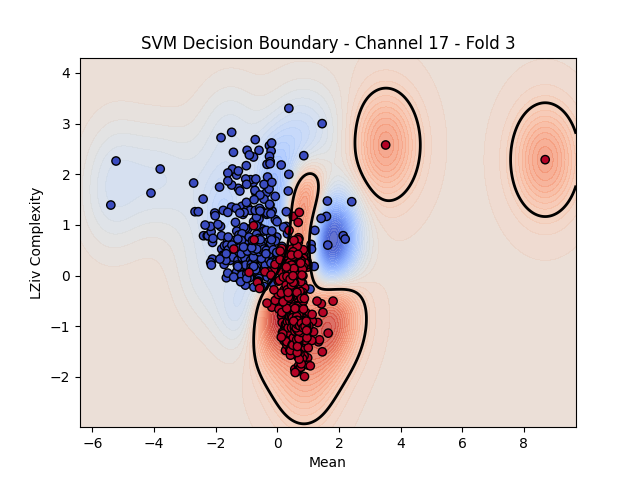 SVM Decision Boundary - Channel 17 - Fold 3
LZiv Complexity
4
3
2
1
0
−1
−2
−6 −4 −2 0 2 4 6 8
Mean